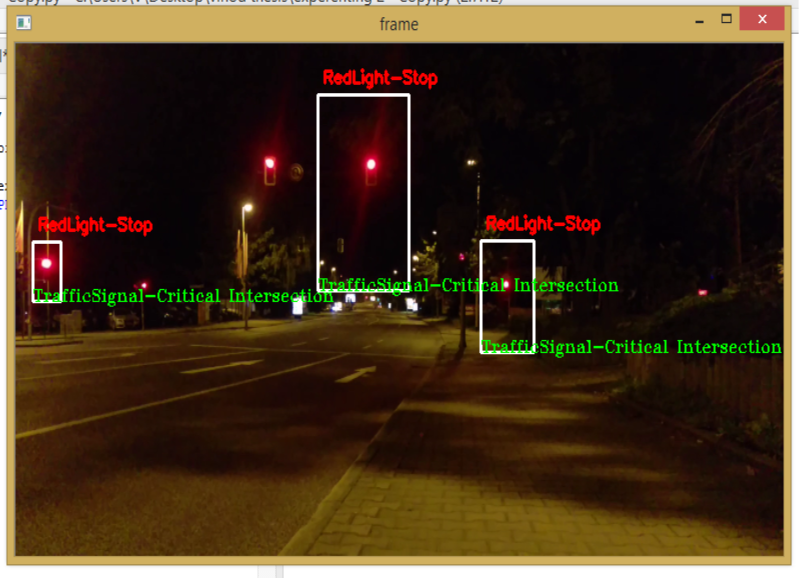 frame
RedLight-Stop
RedLight-Stop
RedLight-Stop
TrafficSignal-Critical Intersection
TrafficSignal-Critical Intersection
TrafficSignal-Critical Intersection